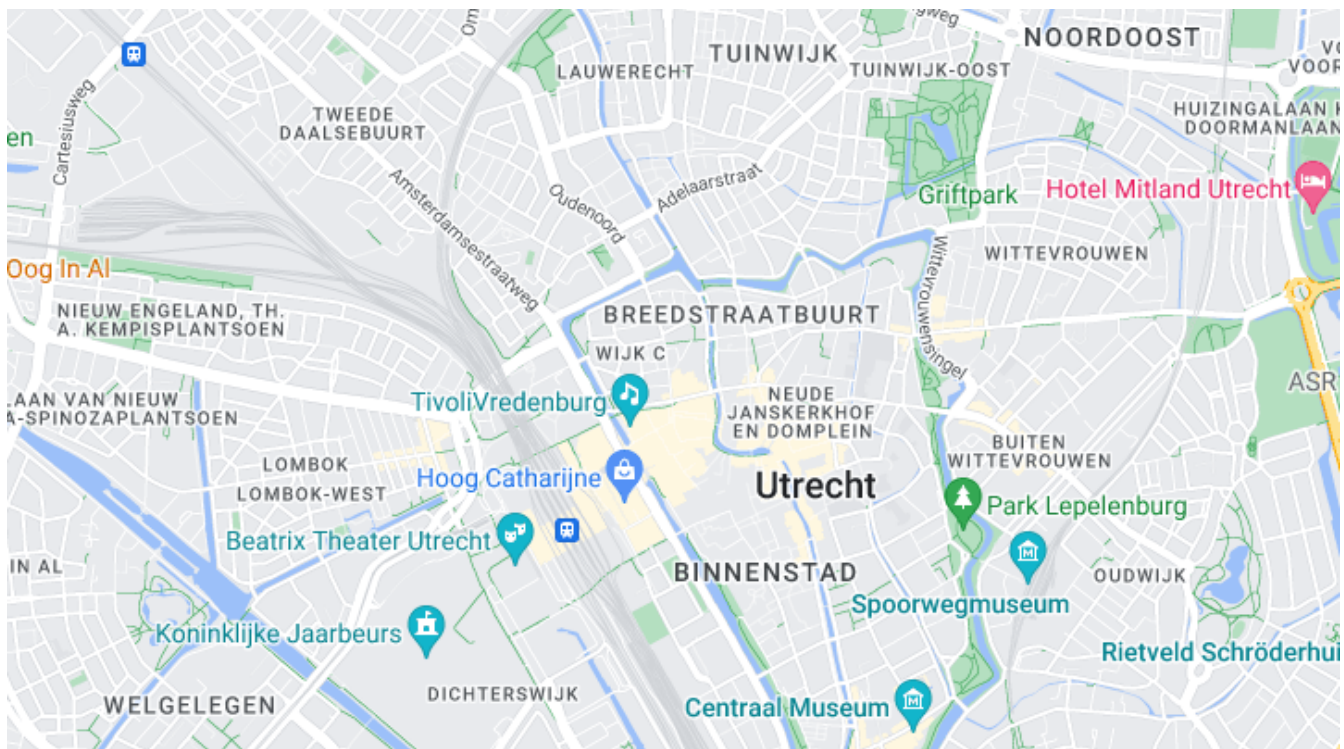 NOORDOOST
TUINWIJK
LAUWERECHT
TUINWIJK-OOST
Cartesiusweg
TWEEDE
DAALSEBUURT
HUIZINGALAAN K
DOORMANLAAN
en
Amsterdamsestraatweg
Oudenoord
Adelaarstraat
Griftpark
Hotel Mitland Utrecht
Wittevrouwensingel
WITTEVROUWEN
Oog In Al
NIEUW ENGELAND, TH.
A. KEMPISPLANTSOEN
BREEDSTRAATBUURT
WIJK C
ASR
LAAN VAN NIEUW
A-SPINOZAPLANTSOEN
TivoliVredenburg
NEUDE
JANSKERKHOF
EN DOMPLEIN
BUITEN
WITTEVROUWEN
LOMBOK
LOMBOK-WEST
Hoog Catharijne
Utrecht
Park Lepelenburg
Beatrix Theater Utrecht
IN AL
BINNENSTAD
OUDWIJK
Spoorwegmuseum
Koninklijke Jaarbeurs
Rietveld Schröderhui
WELGELEGEN
DICHTERSWIJK
Centraal Museum